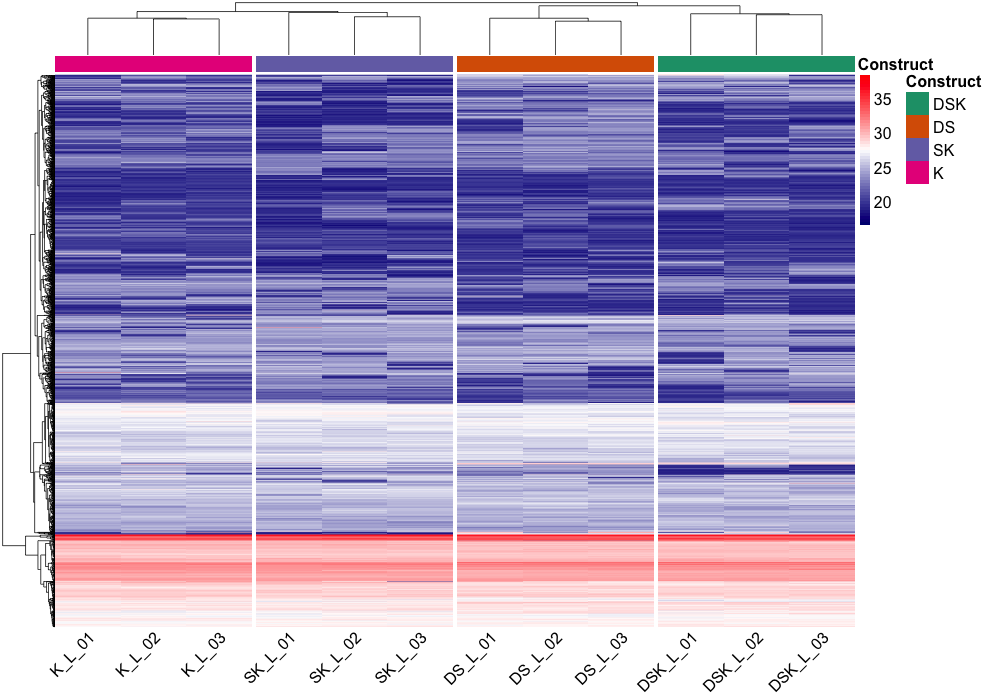 Construct
Construct
35
30
25
20
DSK
DS
SK
K
K_L_01
K_L_02
K_L_03
SK_L_01
SK_L_02
SK_L_03
DS_L_01
DS_L_02
DS_L_03
DSK_L_01
DSK_L_02
DSK_L_03